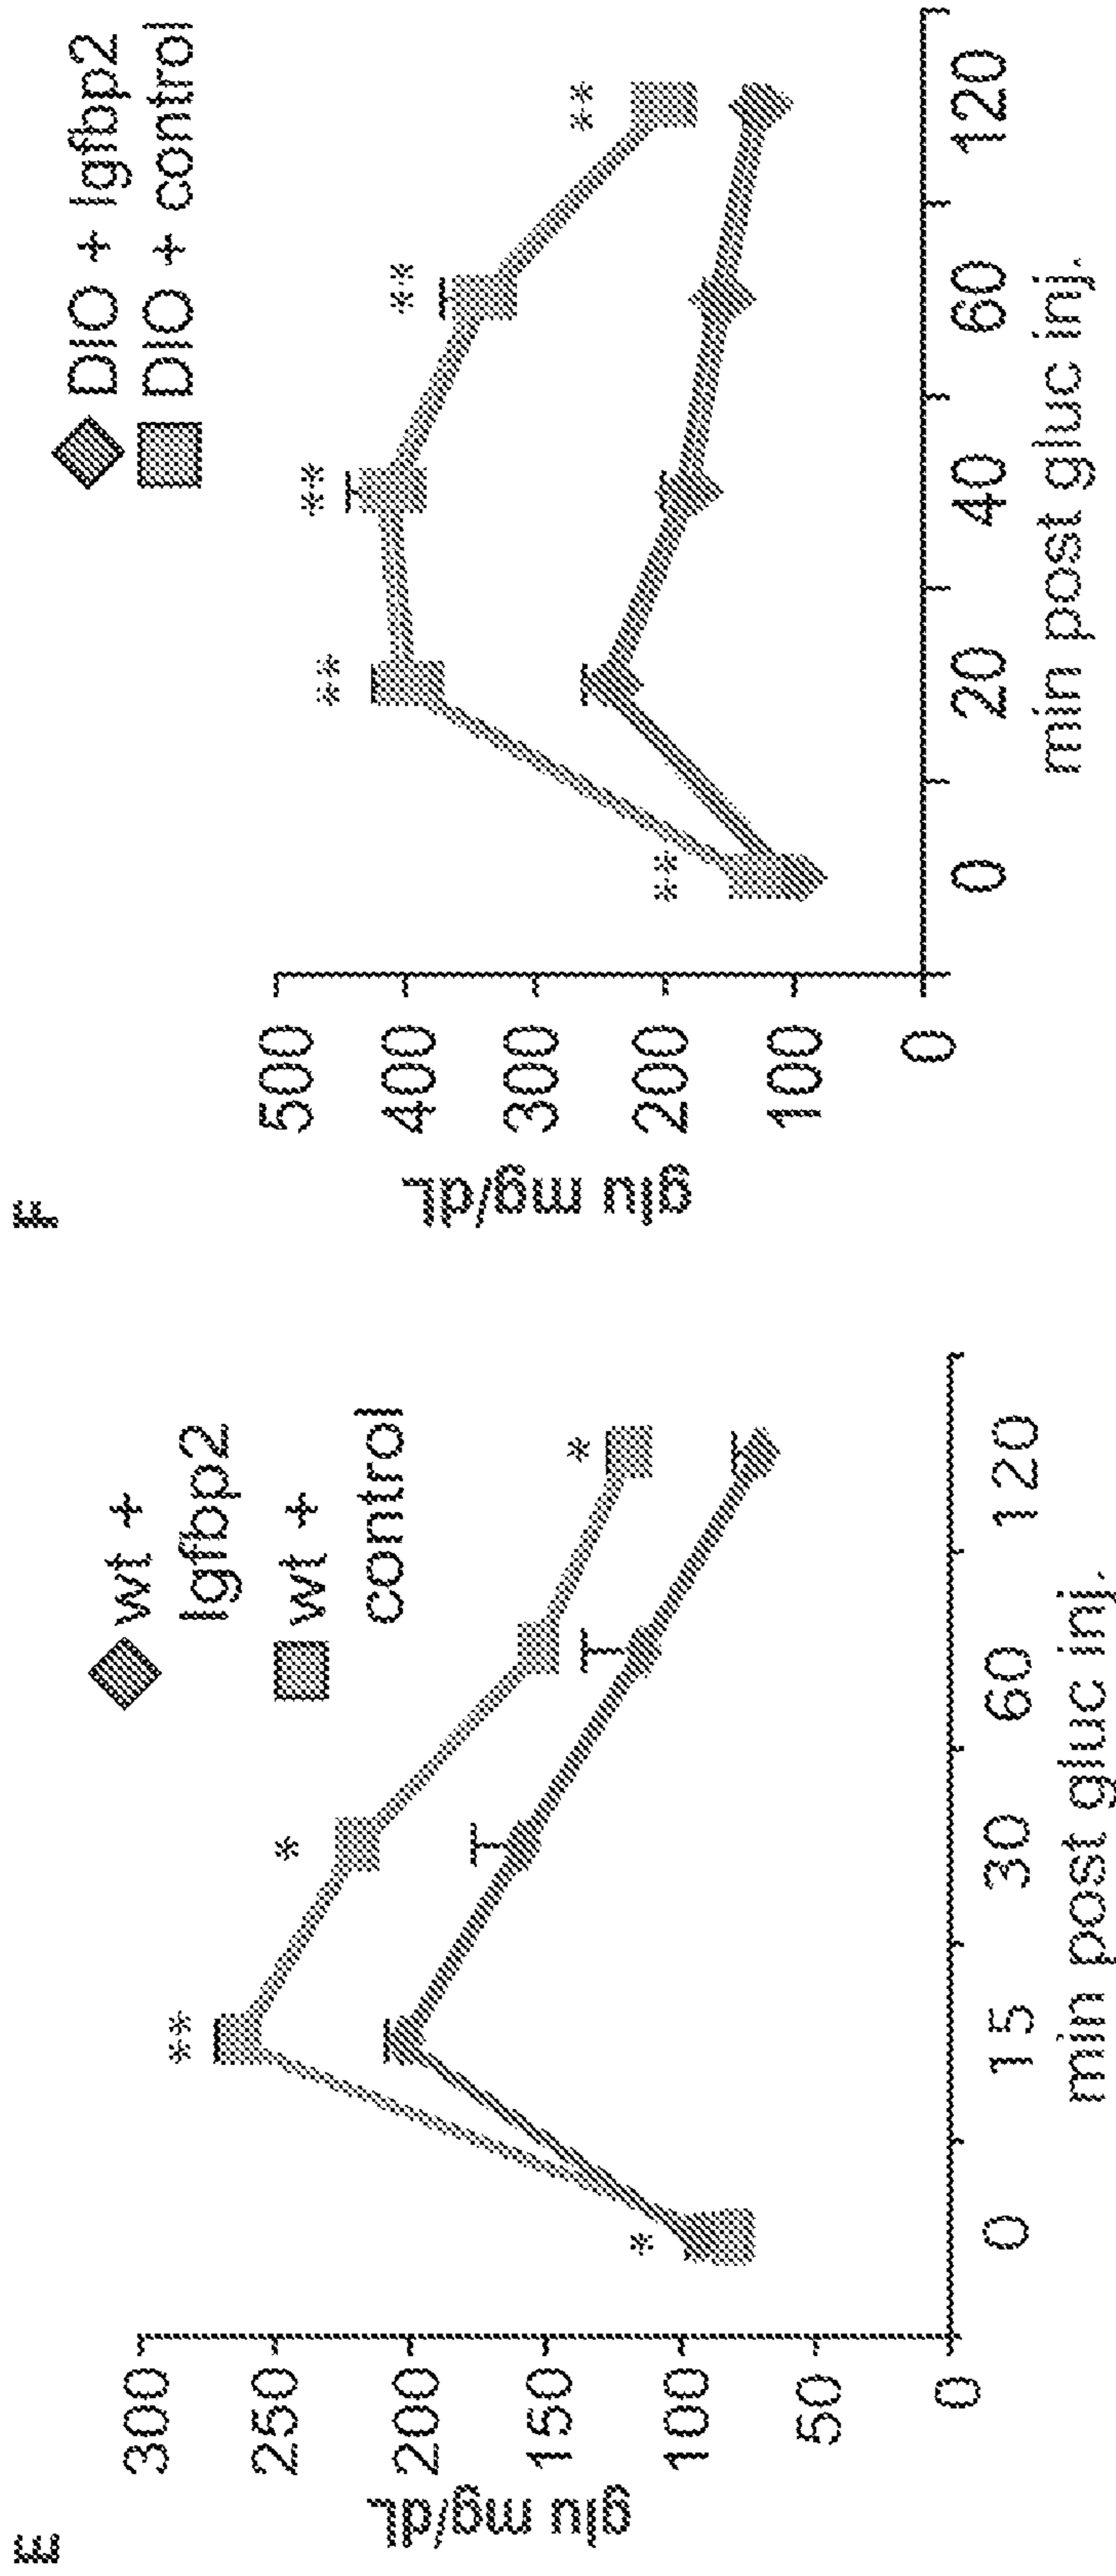 E
wt +
Igfbp2
wt +
control
glu mg/dL
300
250
200
150
100
50
0
**
*
*
*
0 15 30 60 120
min post gluc inj.
F
DIO + Igfbp2
DIO + control
glu mg/dL
500
400
300
200
100
0
**
**
**
**
**
0 20 40 60 120
min post gluc inj.